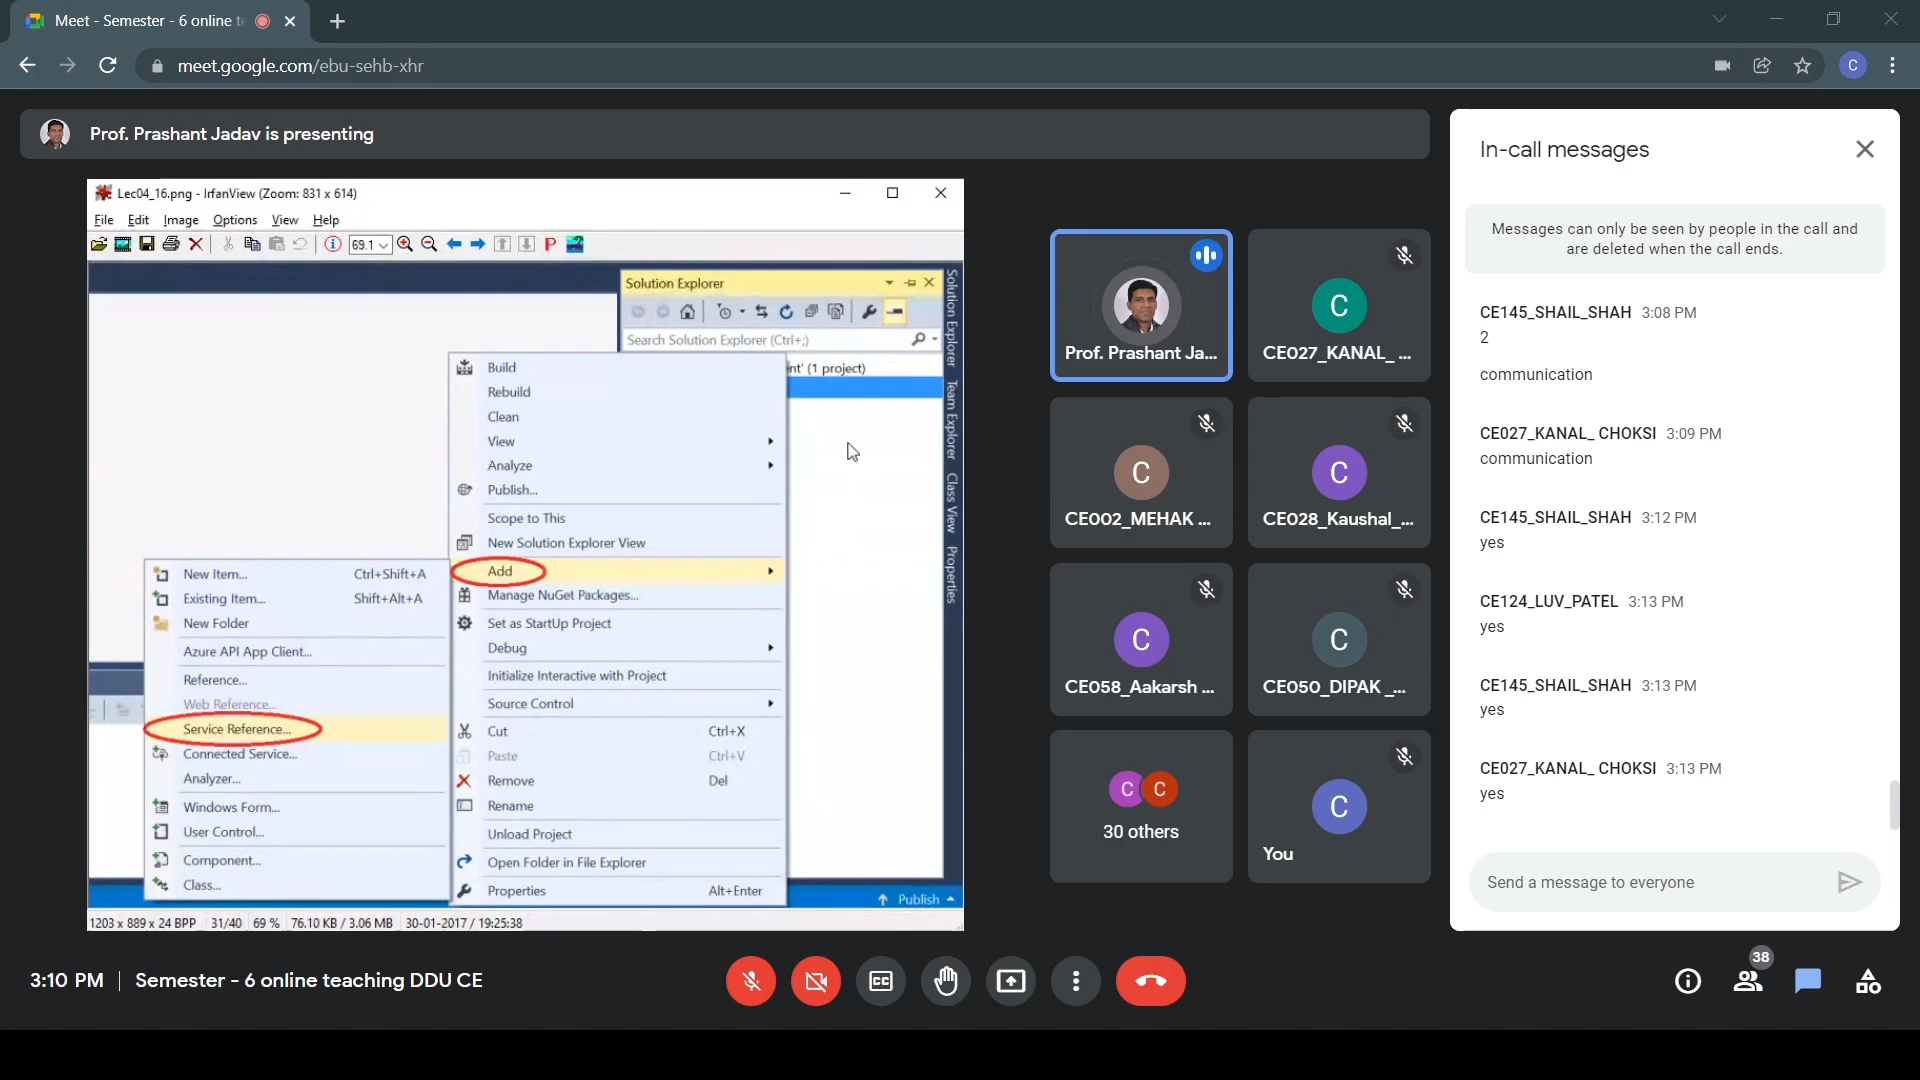 Meet - Semester - 6 online te
meet.google.com/ebu-sehb-xhr
C
Prof. Prashant Jadav is presenting
Lec04_16.png - IrfanView (Zoom: 831 x 614)
File Edit Image Options View Help
69.1
P
Solution Explorer
Search Solution Explorer (Ctrl+;)
nt' (1 project)
Solution Explorer
Team Explorer
Class View
Properties
Build
Rebuild
Clean
View
Analyze
Publish...
Scope to This
New Solution Explorer View
Add
Manage NuGet Packages...
Set as StartUp Project
Debug
Initialize Interactive with Project
Source Control
Cut Ctrl+X
Paste Ctrl+V
Remove Del
Rename
Unload Project
Open Folder in File Explorer
Properties Alt+Enter
New Item... Ctrl+Shift+A
Existing Item... Shift+Alt+A
New Folder
Azure API App Client...
Reference...
Web Reference...
Service Reference...
Connected Service...
Analyzer...
Windows Form...
User Control...
Component...
Class...
Publish
1203 x 889 x 24 BPP 31/40 69 % 76.10 KB / 3.06 MB 30-01-2017 / 19:25:38
Prof. Prashant Ja...
C
CE027_KANAL_ ...
C
CE002_MEHAK ...
C
CE028_Kaushal_...
C
CE058_Aakarsh ...
C
CE050_DIPAK _...
C C
30 others
C
You
In-call messages
Messages can only be seen by people in the call and
are deleted when the call ends.
CE145_SHAIL_SHAH 3:08 PM
2
communication
CE027_KANAL_ CHOKSI 3:09 PM
communication
CE145_SHAIL_SHAH 3:12 PM
yes
CE124_LUV_PATEL 3:13 PM
yes
CE145_SHAIL_SHAH 3:13 PM
yes
CE027_KANAL_ CHOKSI 3:13 PM
yes
Send a message to everyone
3:10 PM | Semester - 6 online teaching DDU CE
CC
38